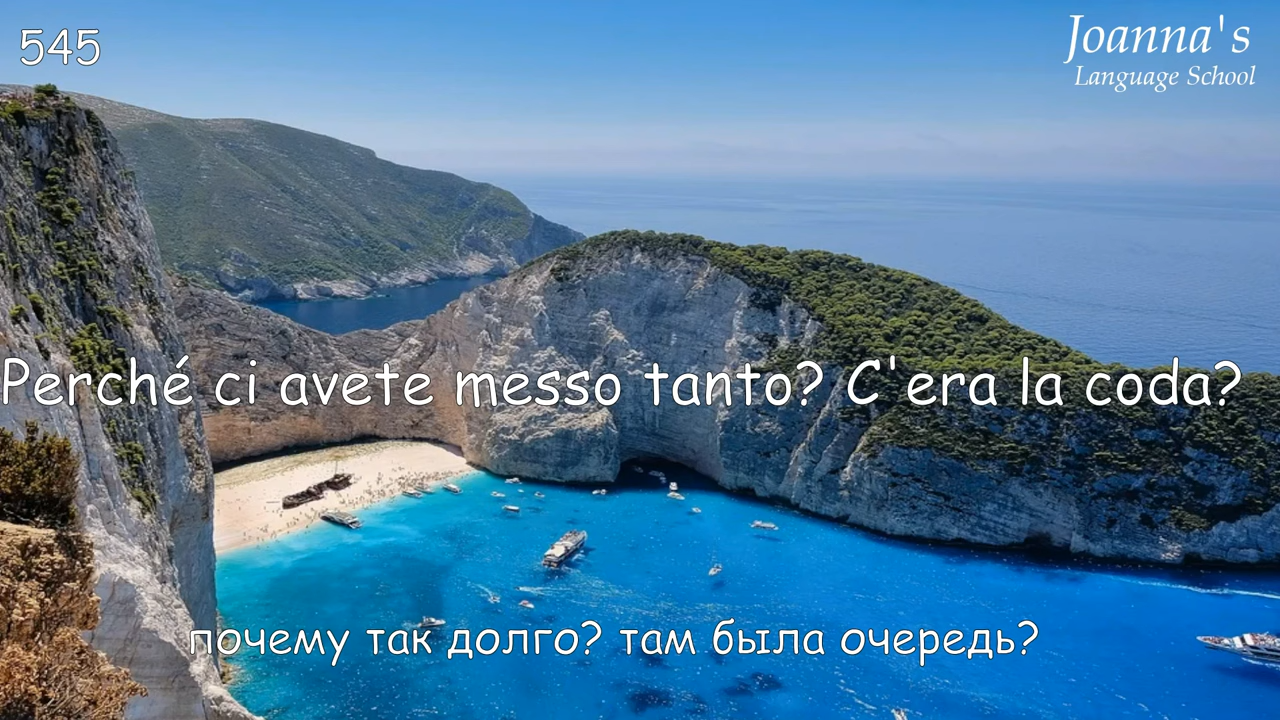 545
Joanna's
Language School
Perché ci avete messo tanto? C'era la coda?
почему так долго? там была очередь?